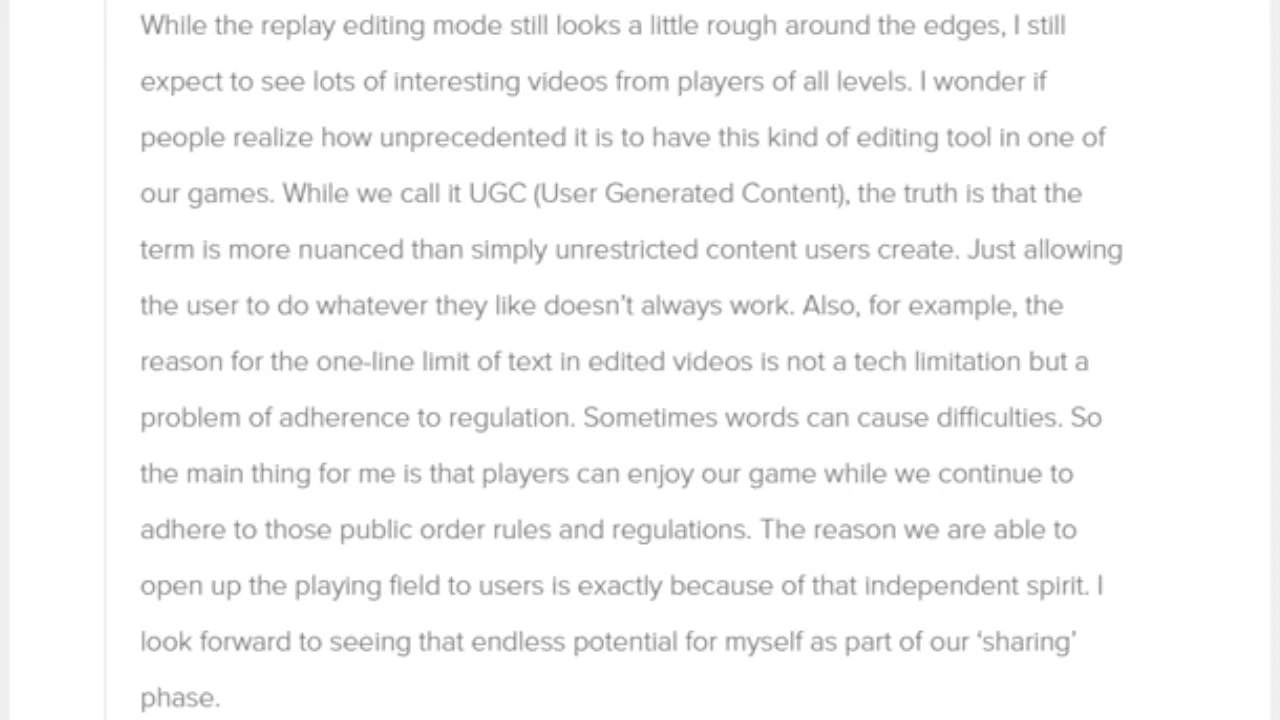 While the replay editing mode still looks a little rough around the edges, I still
expect to see lots of interesting videos from players of all levels. I wonder if
people realize how unprecedented it is to have this kind of editing tool in one of
our games. While we call it UGC (User Generated Content), the truth is that the
term is more nuanced than simply unrestricted content users create. Just allowing
the user to do whatever they like doesn’t always work. Also, for example, the
reason for the one-line limit of text in edited videos is not a tech limitation but a
problem of adherence to regulation. Sometimes words can cause difficulties. So
the main thing for me is that players can enjoy our game while we continue to
adhere to those public order rules and regulations. The reason we are able to
open up the playing field to users is exactly because of that independent spirit. I
look forward to seeing that endless potential for myself as part of our ‘sharing’
phase.